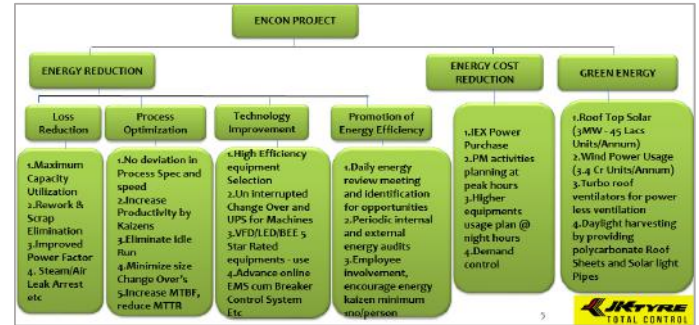 ENCON PROJECT
ENERGY REDUCTION
ENERGY COST
REDUCTION
GREEN ENERGY
Loss
Reduction
Process
Optimization
Technology
Improvement
Promotion of
Energy Efficiency
1.Maximum
Capacity
Utilization
2.Rework &
Scrap
Elimination
3.Improved
Power Factor
4. Steam/Air
Leak Arrest
etc
1.No deviation in
Process Spec and
speed
2.Increase
Productivity by
Kaizens
3.Eliminate Idle
Run
4.Minimize size
Change Over's
5.Increase MTBF,
reduce MTTR
1.High Efficiency
equipment
Selection
2.Un interrupted
Change Over and
UPS for Machines
3.VFD/LED/BEE 5
Star Rated
equipments - use
4.Advance online
EMS cum Breaker
Control System
Etc
1.Daily energy
review meeting
and identification
for opportunities
2.Periodic internal
and external
energy audits
3.Employee
involvement,
encourage energy
kaizen minimum
1no/person
1.IEX Power
Purchase
2.PM activities
planning at
peak hours
3.Higher
equipments
usage plan @
night hours
4.Demand
control
1.Roof Top Solar
(3MW - 45 Lacs
Units/Annum)
2.Wind Power Usage
(3.4 Cr Units/Annum)
3.Turbo roof
ventilators for power
less ventilation
4.Daylight harvesting
by providing
polycarbonate Roof
Sheets and Solar light
Pipes
5
JKTYRE
TOTAL CONTROL